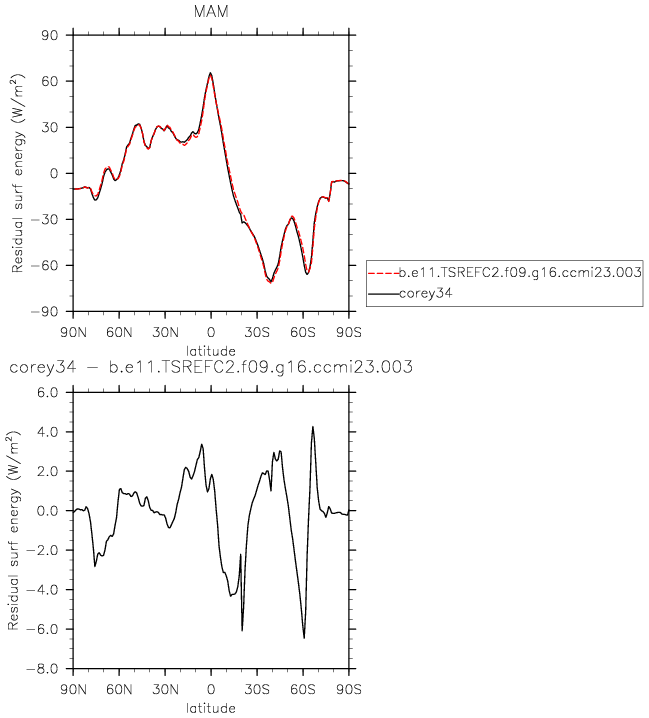 MAM
90
60
30
0
−30
−60
−90
Residual surf energy (W/m²)
90N 60N 30N 0 30S 60S 90S
latitude
b.e11.TSREFC2.f09.g16.ccmi23.003
corey34
corey34 − b.e11.TSREFC2.f09.g16.ccmi23.003
6.0
4.0
2.0
0.0
−2.0
−4.0
−6.0
−8.0
Residual surf energy (W/m²)
90N 60N 30N 0 30S 60S 90S
latitude